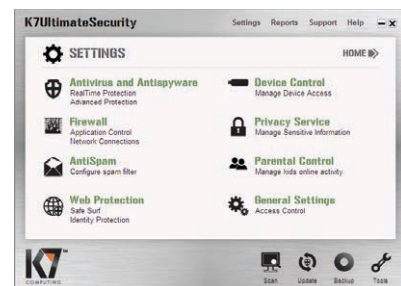 K7UltimateSecurity
Settings Reports Support Help
SETTINGS
HOME
Antivirus and Antispyware
RealTime Protection
Advanced Protection
Device Control
Manage Device Access
Firewall
Application Control
Network Connections
Privacy Service
Manage Sensitive Information
AntiSpam
Configure spam filter
Parental Control
Manage kids online activity
Web Protection
Safe Surf
Identity Protection
General Settings
Access Control
K7
COMPUTING
Scan Update Backup Tools